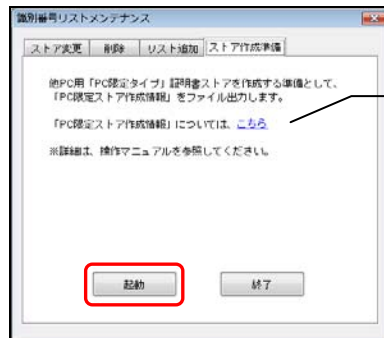 識別番号リストメンテナンス
ストア変更 削除 リスト追加 ストア作成準備
他PC用「PC限定タイプ」証明書ストアを作成する準備として、
「PC限定ストア作成情報」をファイル出力します。
「PC限定ストア作成情報」については、こちら
※詳細は、操作マニュアルを参照してください。
起動 終了